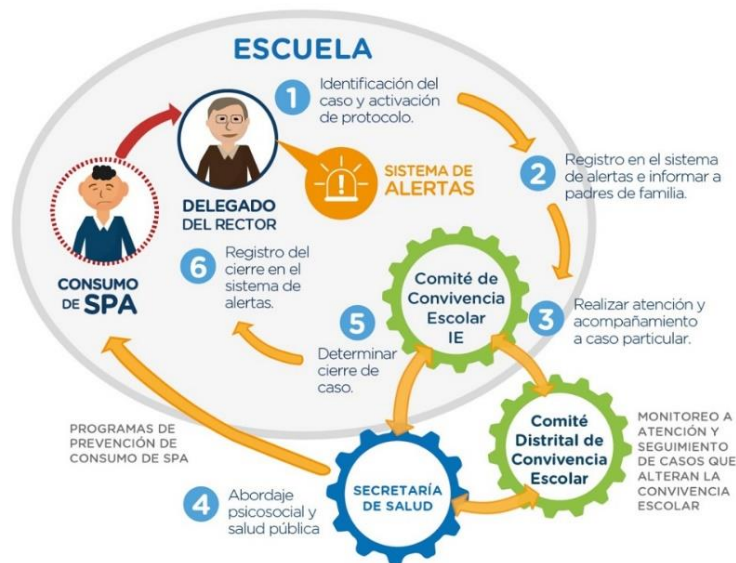 ESCUELA
1
Identificación del
caso y activación
de protocolo.
2
Registro en el sistema
de alertas e informar a
padres de familia.
SISTEMA DE
ALERTAS
DELEGADO
DEL RECTOR
CONSUMO
DE SPA
6
Registro del
cierre en el
sistema de
alertas.
Comité de
Convivencia
Escolar
IE
3
Realizar atención y
acompañamiento
a caso particular.
5
Determinar
cierre de
caso.
PROGRAMAS DE
PREVENCIÓN DE
CONSUMO DE SPA
Comité
Distrital de
Convivencia
Escolar
MONITOREO A
ATENCIÓN Y
SEGUIMIENTO
DE CASOS QUE
ALTERAN LA
CONVIVENCIA
ESCOLAR
4
Abordaje
psicosocial y
salud pública
SECRETARÍA
DE SALUD